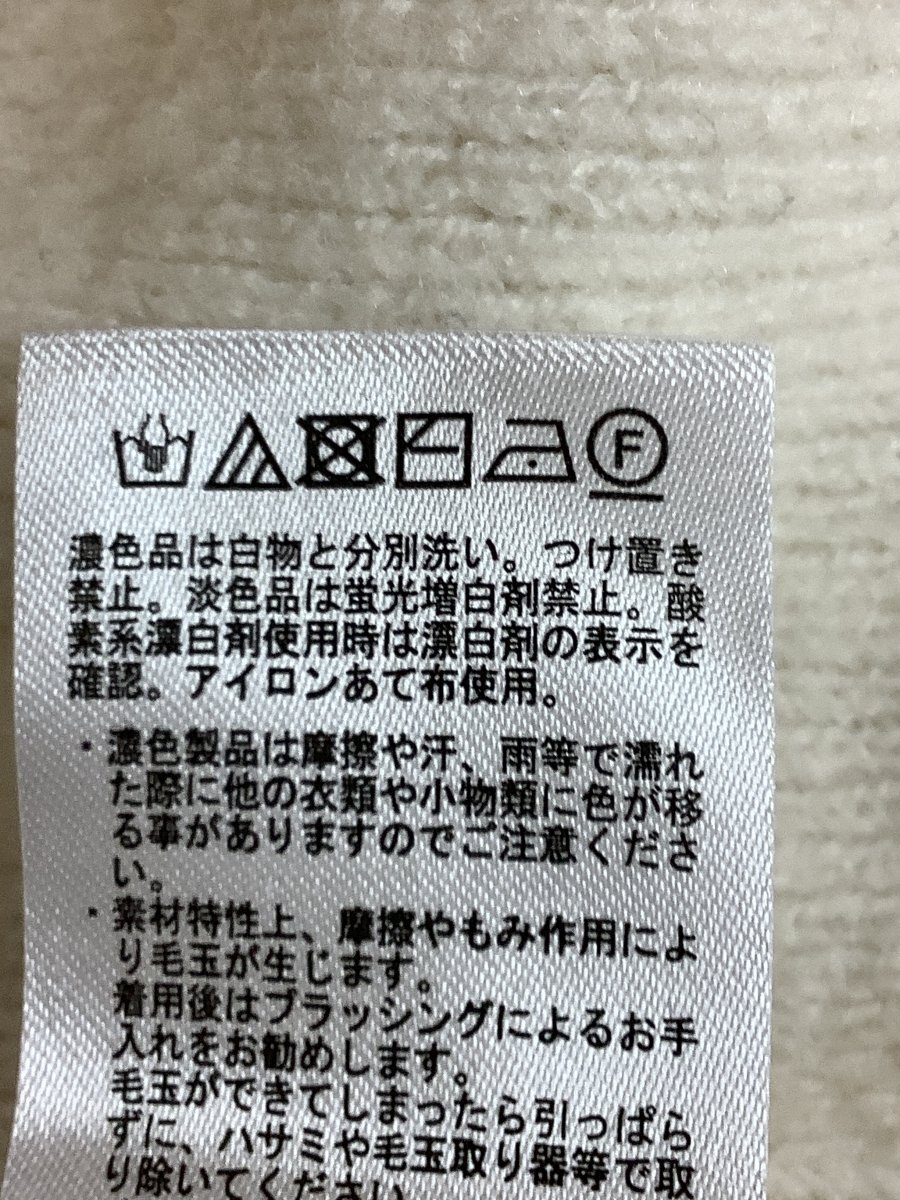 F
濃色品は白物と分別洗い。つけ置き
禁止。淡色品は蛍光増白剤禁止。酸
素系漂白剤使用時は漂白剤の表示を
確認。アイロンあて布使用。
・濃色製品は摩擦や汗、雨等で濡れ
た際に他の衣類や小物類に色が移
る事がありますのでご注意くださ
い。
・素材特性上、摩擦やもみ作用によ
り毛玉が生じます。
着用後はブラッシングによるお手
入れをお勧めします。
毛玉ができてしまったら引っぱら
ずに、ハサミや毛玉取り器等で取
り除いてください